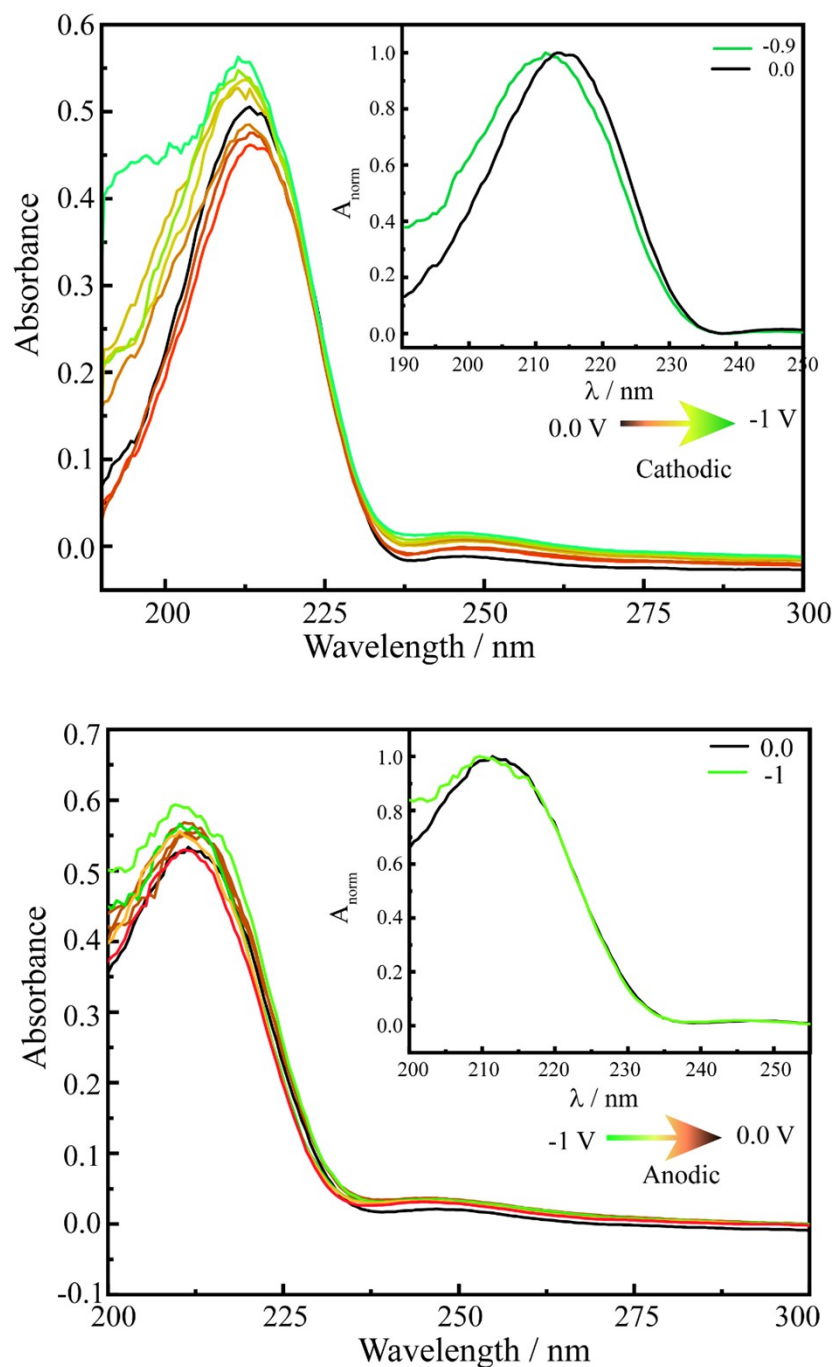 0.6
0.5
0.4
0.3
0.2
0.1
0.0
Absorbance
200 225 250 275 300
Wavelength / nm
1.0
0.8
0.6
0.4
0.2
0.0
A norm
190 200 210 220 230 240 250
λ / nm
-0.9
0.0
0.0 V -1 V
Cathodic
0.7
0.6
0.5
0.4
0.3
0.2
0.1
0.0
-0.1
Absorbance
200 225 250 275 300
Wavelength / nm
1.0
0.8
0.6
0.4
0.2
0.0
A norm
200 210 220 230 240 250
λ / nm
0.0
-1
-1 V 0.0 V
Anodic